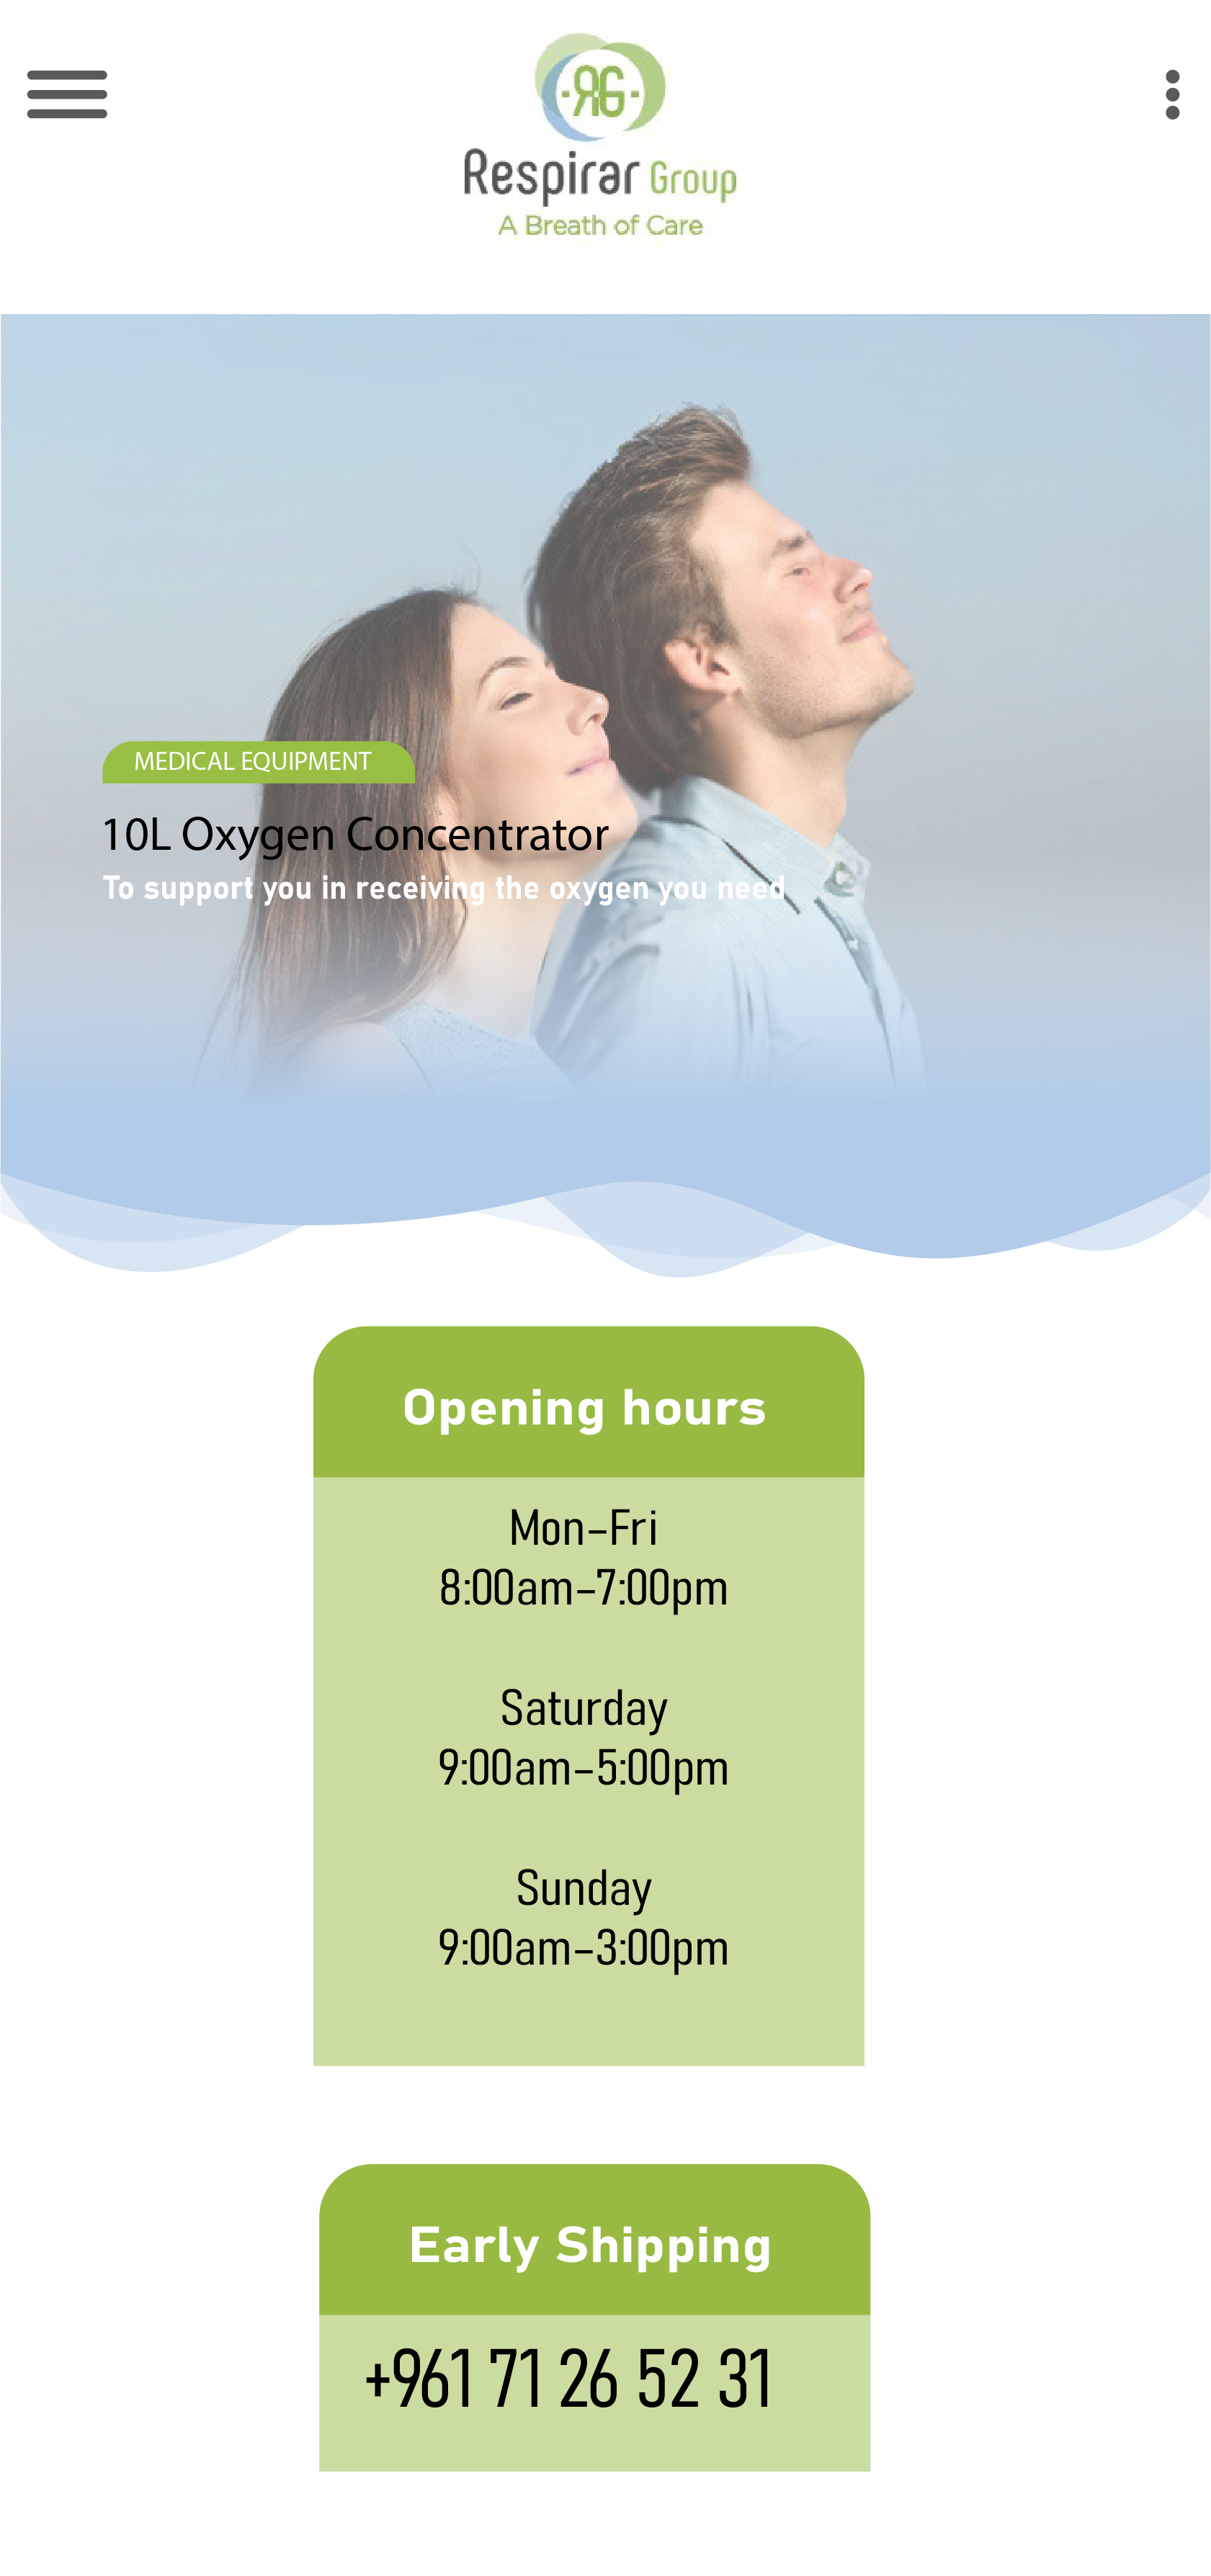 RG
Respirar Group
A Breath of Care
MEDICAL EQUIPMENT
10L Oxygen Concentrator
To support you in receiving the oxygen you need
Opening hours
Mon-Fri
8:00am-7:00pm
Saturday
9:00am-5:00pm
Sunday
9:00am-3:00pm
Early Shipping
+961 71 26 52 31